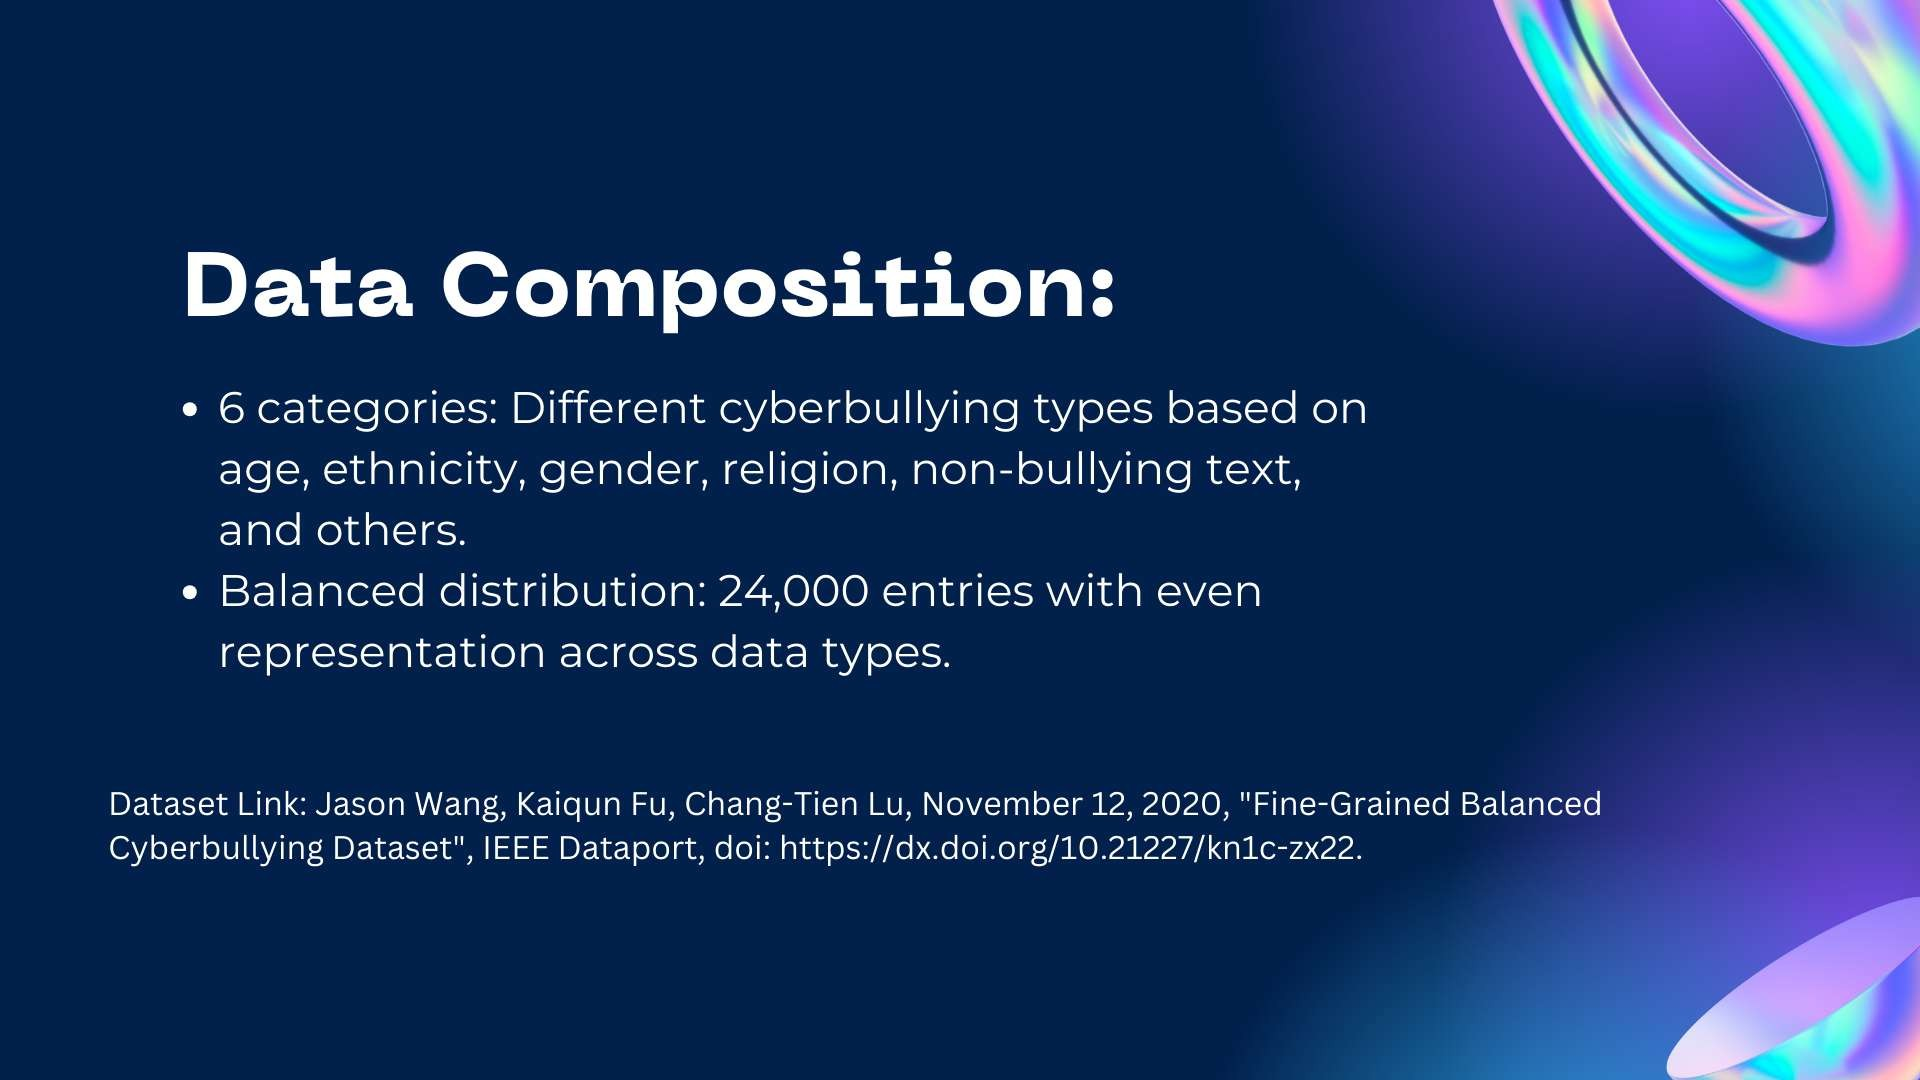 Data Composition:
• 6 categories: Different cyberbullying types based on
age, ethnicity, gender, religion, non-bullying text,
and others.
• Balanced distribution: 24,000 entries with even
representation across data types.
Dataset Link: Jason Wang, Kaiqun Fu, Chang-Tien Lu, November 12, 2020, "Fine-Grained Balanced
Cyberbullying Dataset", IEEE Dataport, doi: https://dx.doi.org/10.21227/kn1c-zx22.